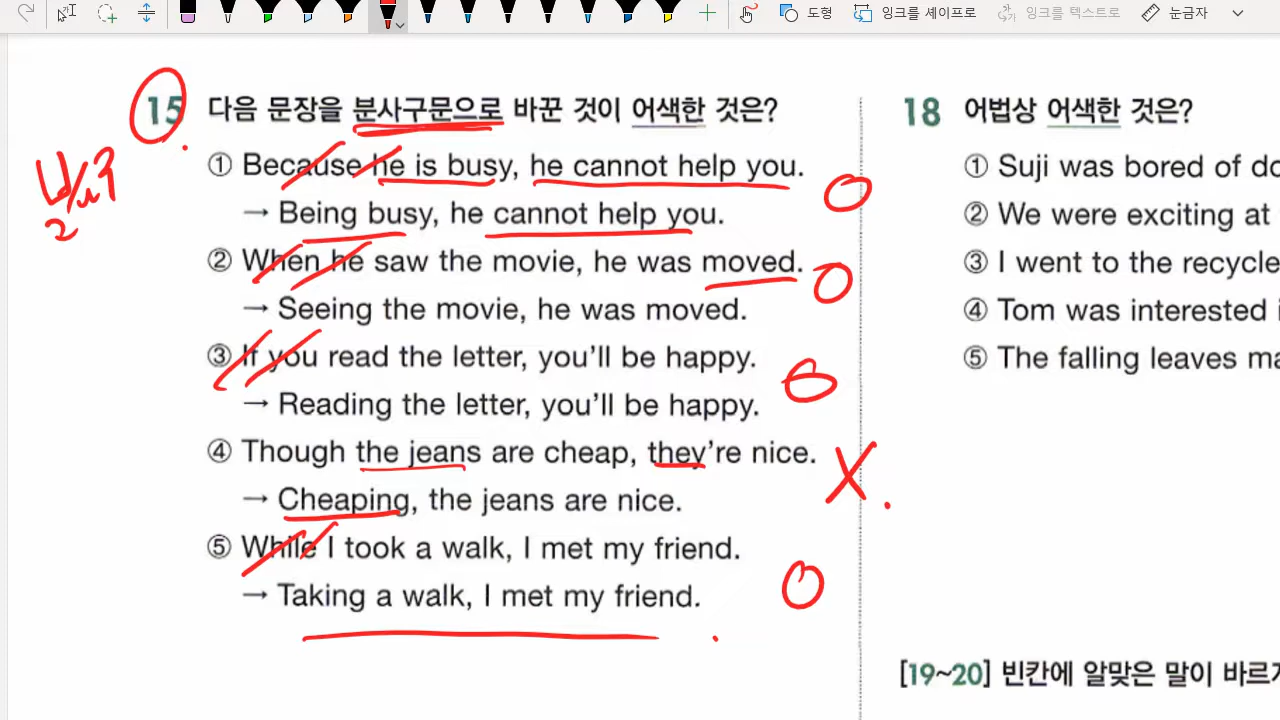 도형
잉크를 셰이프로
잉크를 텍스트로
눈금자
15 다음 문장을 분사구문으로 바꾼 것이 어색한 것은?
① Because he is busy, he cannot help you.
→ Being busy, he cannot help you.
② When he saw the movie, he was moved.
→ Seeing the movie, he was moved.
③ If you read the letter, you'll be happy.
→ Reading the letter, you'll be happy.
④ Though the jeans are cheap, they're nice.
→ Cheaping, the jeans are nice.
⑤ While I took a walk, I met my friend.
→ Taking a walk, I met my friend.
18 어법상 어색한 것은?
① Suji was bored of
② We were exciting at
③ I went to the
④ Tom was interested
⑤ The falling leaves
[19~20] 빈칸에 알맞은 말이